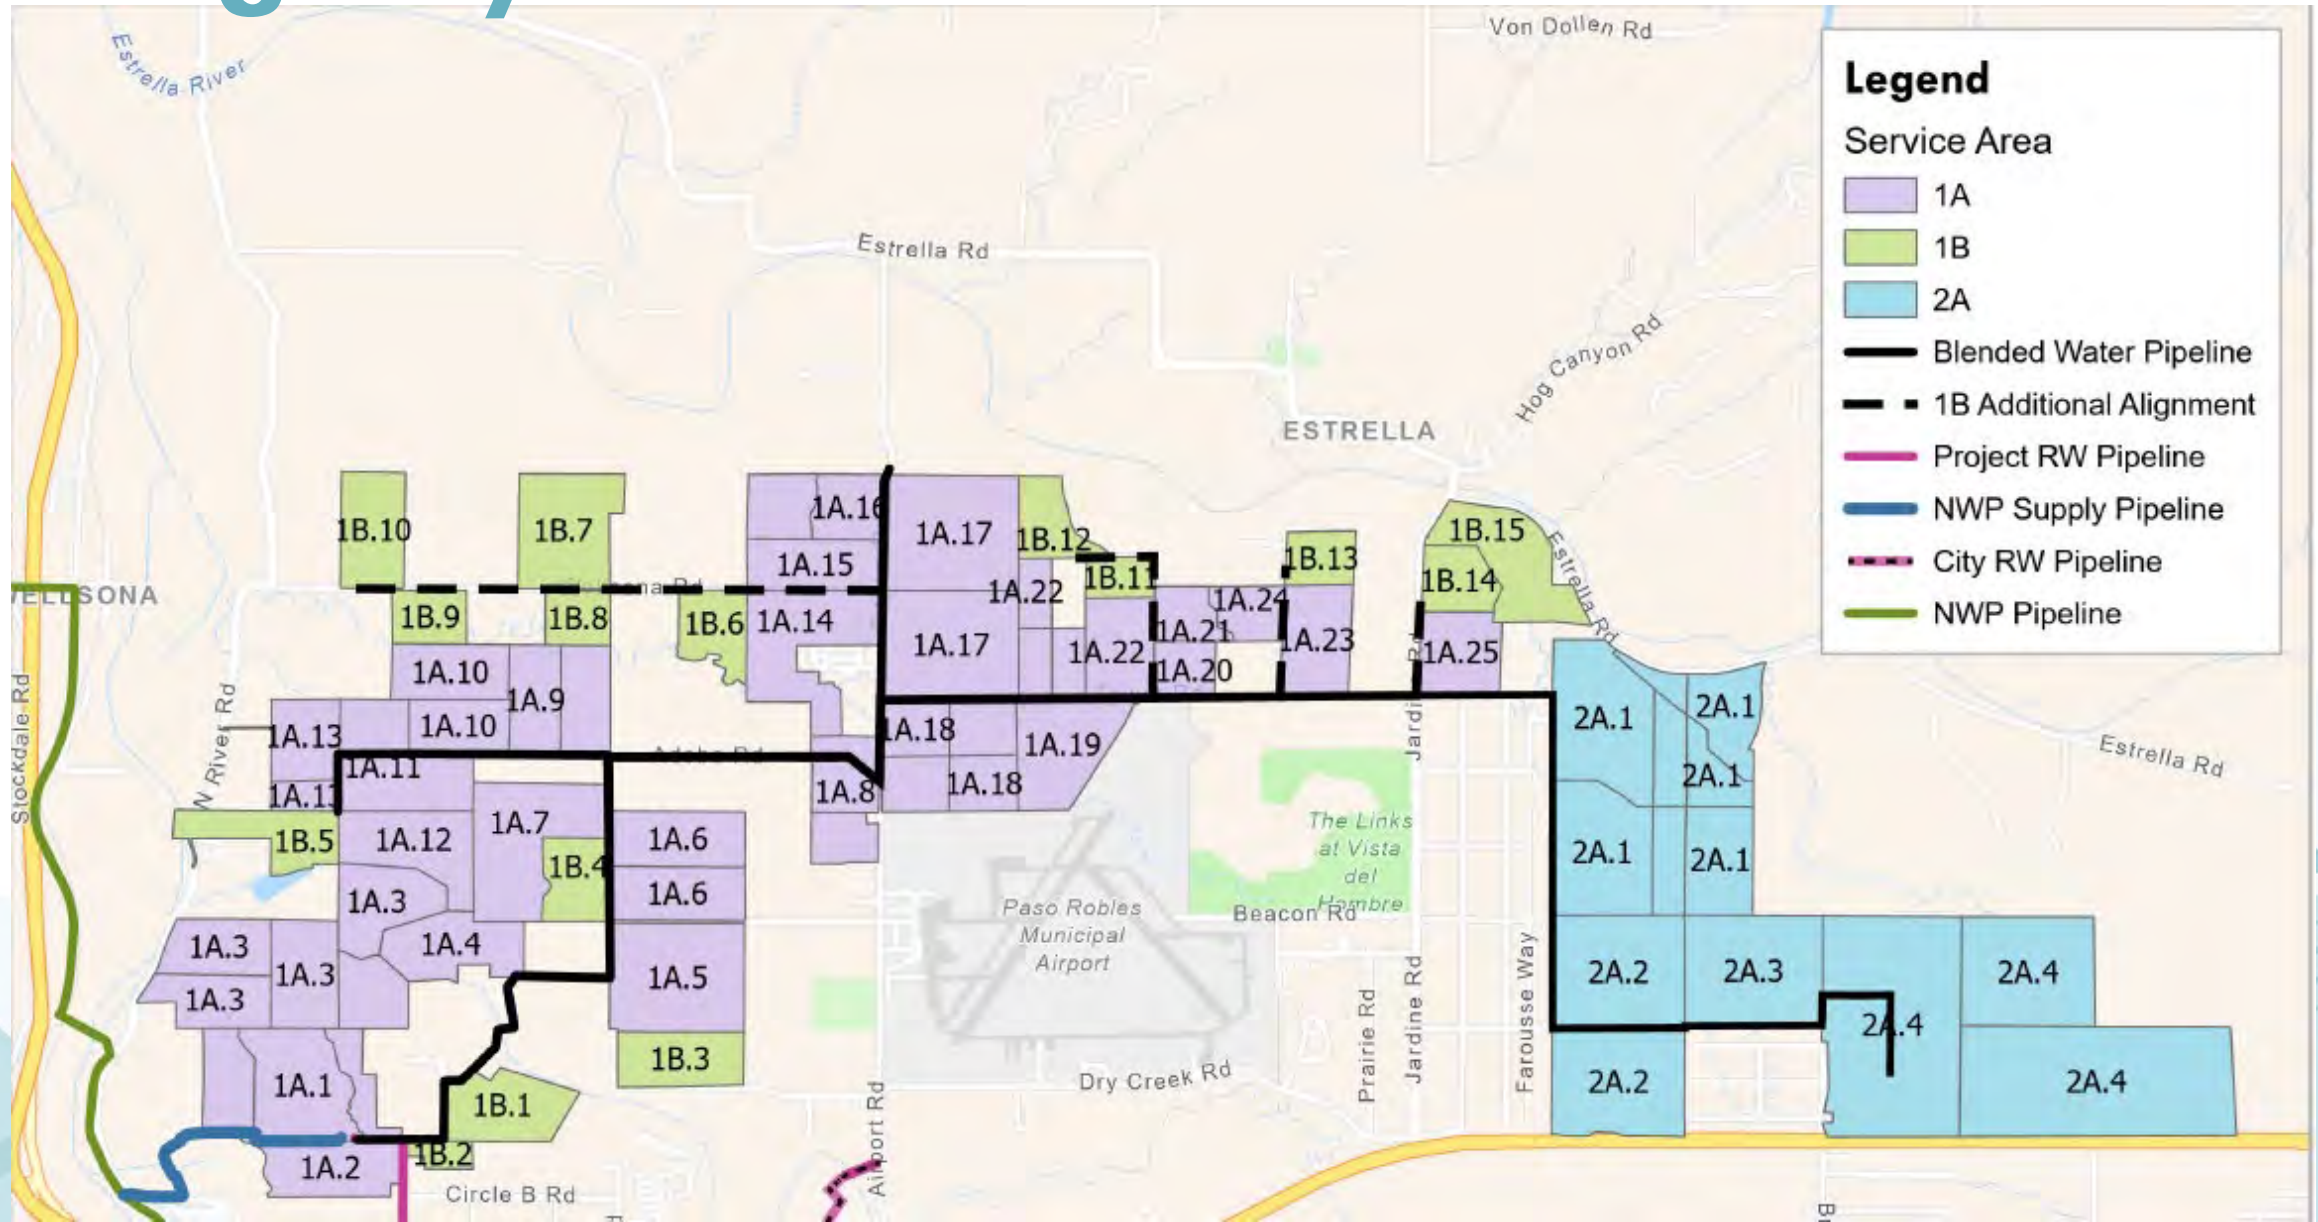 Von Dollen Rd
Estrella River
Legend
Service Area
1A
1B
2A
Blended Water Pipeline
1B Additional Alignment
Project RW Pipeline
NWP Supply Pipeline
City RW Pipeline
NWP Pipeline
Estrella Rd
Hog Canyon Rd
ESTRELLA
1B.10
1B.7
1A.16
1A.17
1B.12
1B.15
1A.15
1B.11
1B.13
1B.14
Estrella Rd
1A.22
1A.24
1B.9
1B.8
1B.6
1A.14
1A.17
1A.22
1A.21
1A.20
1A.23
1A.25
1A.10
1A.9
1A.10
1A.13
1A.11
1A.13
Adobe Rd
1A.18
1A.19
1A.18
1A.8
2A.1
2A.1
2A.1
2A.1
2A.1
Estrella Rd
Stockdale Rd
N River Rd
1B.5
1A.12
1A.7
1B.4
1A.6
1A.6
The Links
at Vista
del
Hombre
Beacon Rd
1A.3
1A.3
1A.3
1A.3
1A.4
1A.5
1B.3
Paso Robles
Municipal
Airport
Prairie Rd
Jardine Rd
Farousse Way
2A.2
2A.3
2A.4
2A.4
2A.2
2A.4
1A.1
1B.1
1B.2
1A.2
Circle B Rd
Airport Rd
Dry Creek Rd